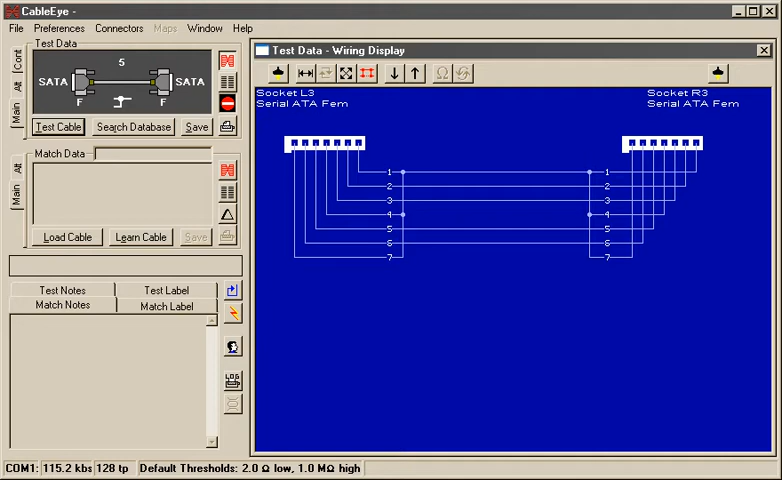 CableEye -
File Preferences Connectors Maps Window Help
Test Data
Cont
Alt
Main
5
SATA SATA
F F
Test Cable Search Database Save
Match Data
Alt
Main
Load Cable Learn Cable Save
Test Notes Test Label
Match Notes Match Label
LOG
Test Data - Wiring Display
Ω
Socket L3 Socket R3
Serial ATA Fem Serial ATA Fem
1 1
2 2
3 3
4 4
5 5
6 6
7 7
COM1: 115.2 kbs 128 tp Default Thresholds: 2.0 Ω low, 1.0 MΩ high